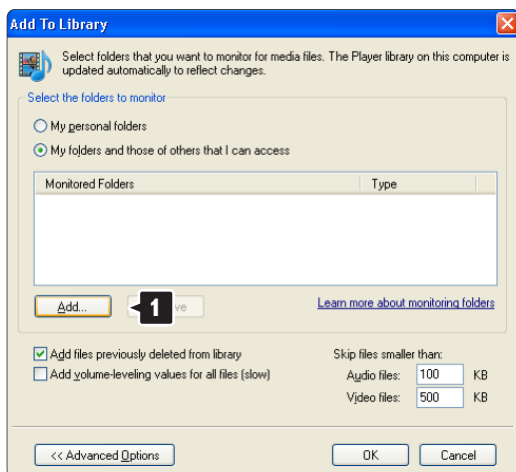 Add To Library
Select folders that you want to monitor for media files. The Player library on this computer is
updated automatically to reflect changes.
Select the folders to monitor
My personal folders
My folders and those of others that I can access
Monitored Folders Type
Add... 1 ve
Learn more about monitoring folders
Add files previously deleted from library
Add volume-leveling values for all files (slow)
Skip files smaller than:
Audio files: 100 KB
Video files: 500 KB
<< Advanced Options OK Cancel